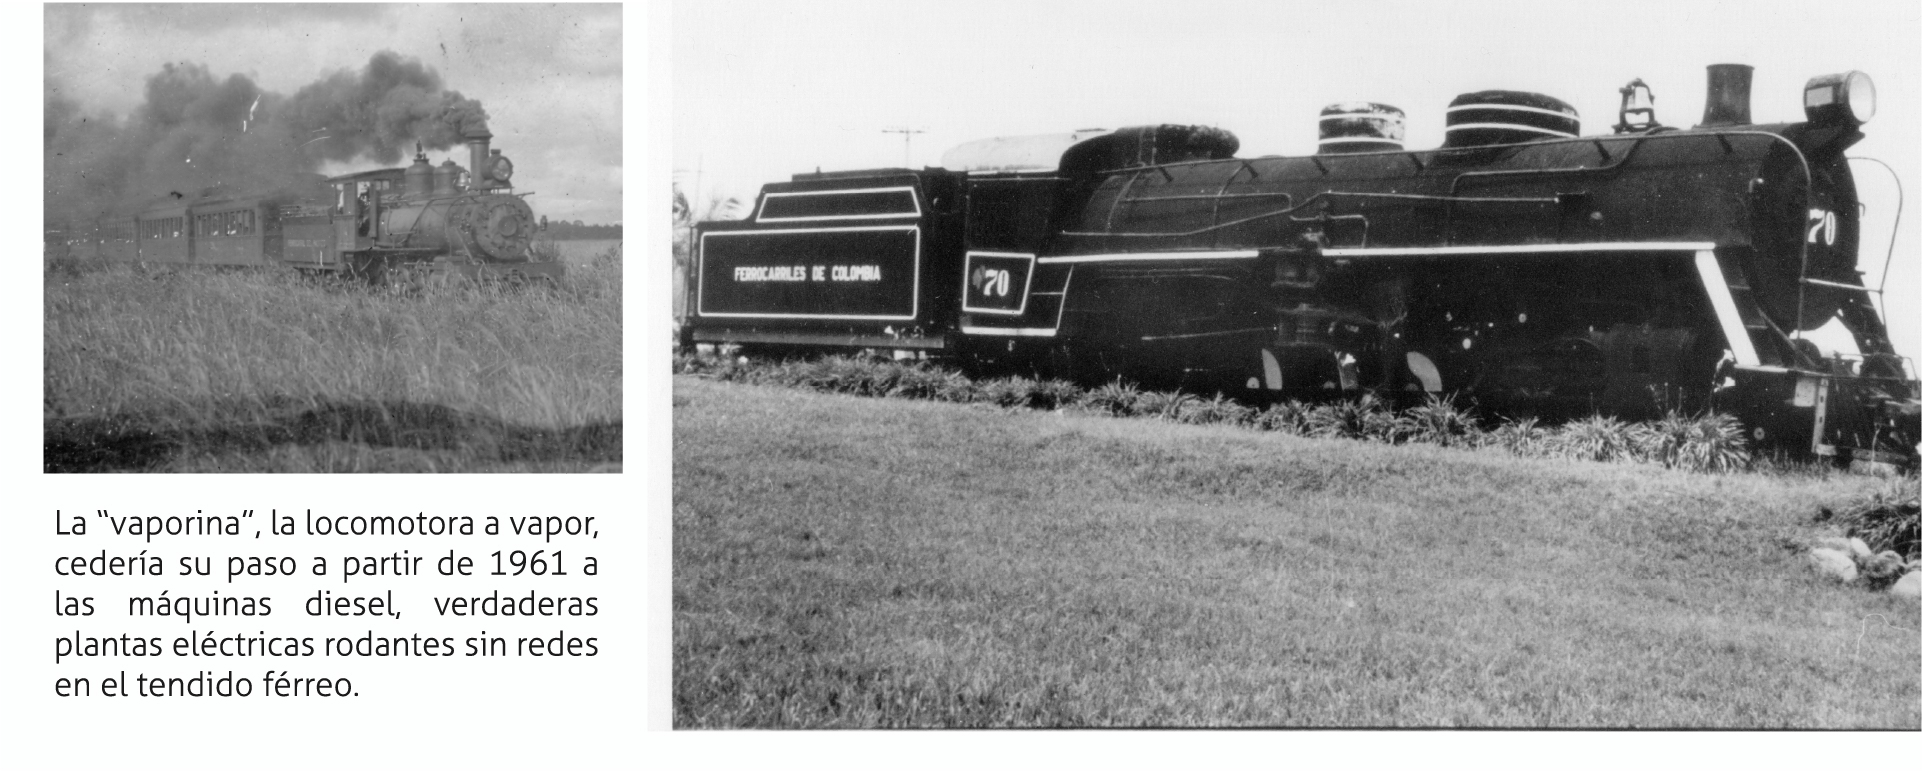 La “vaporina”, la locomotora a vapor,
cedería su paso a partir de 1961 a
las máquinas diesel, verdaderas
plantas eléctricas rodantes sin redes
en el tendido férreo.
FERROCARRILES DE COLOMBIA
70
70